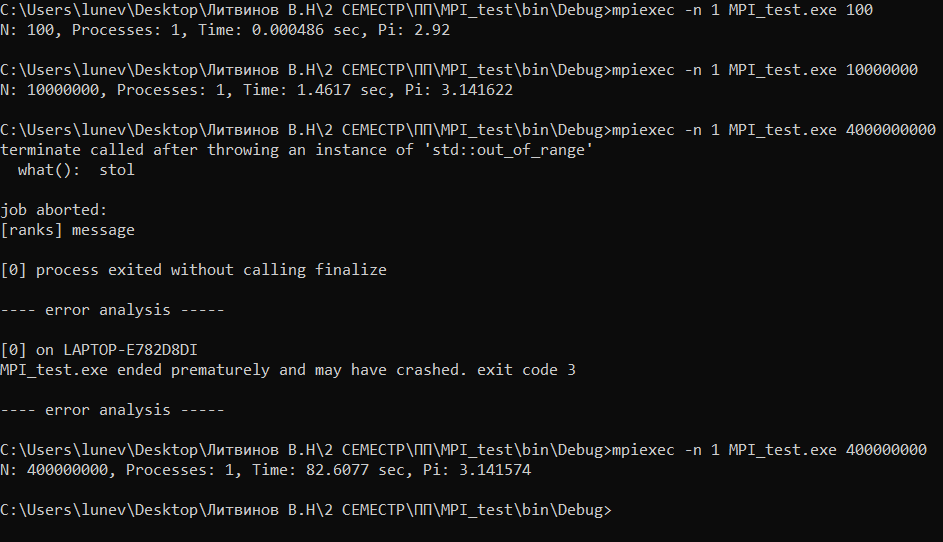 C:\Users\lunev\Desktop\Литвинов В.Н\2 СЕМЕСТР\ПП\MPI_test\bin\Debug>mpiexec -n 1 MPI_test.exe 100
N: 100, Processes: 1, Time: 0.000486 sec, Pi: 2.92
C:\Users\lunev\Desktop\Литвинов В.Н\2 СЕМЕСТР\ПП\MPI_test\bin\Debug>mpiexec -n 1 MPI_test.exe 10000000
N: 10000000, Processes: 1, Time: 1.4617 sec, Pi: 3.141622
C:\Users\lunev\Desktop\Литвинов В.Н\2 СЕМЕСТР\ПП\MPI_test\bin\Debug>mpiexec -n 1 MPI_test.exe 4000000000
terminate called after throwing an instance of 'std::out_of_range'
  what():  stol
job aborted:
[ranks] message
[0] process exited without calling finalize
---- error analysis -----
[0] on LAPTOP-E782D8DI
MPI_test.exe ended prematurely and may have crashed. exit code 3
---- error analysis -----
C:\Users\lunev\Desktop\Литвинов В.Н\2 СЕМЕСТР\ПП\MPI_test\bin\Debug>mpiexec -n 1 MPI_test.exe 400000000
N: 400000000, Processes: 1, Time: 82.6077 sec, Pi: 3.141574
C:\Users\lunev\Desktop\Литвинов В.Н\2 СЕМЕСТР\ПП\MPI_test\bin\Debug>